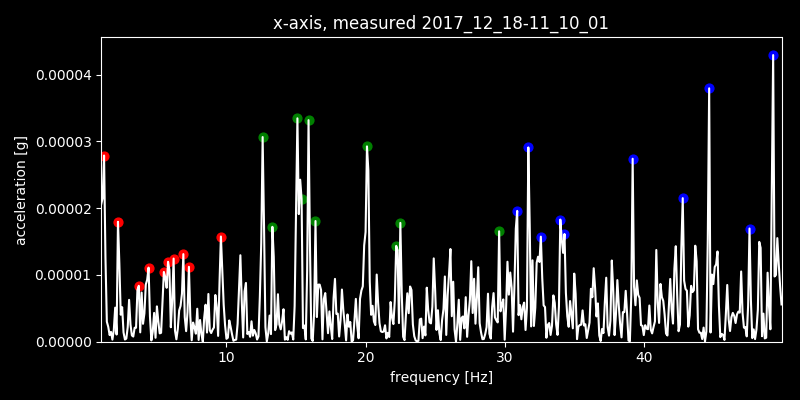 x-axis, measured 2017_12_18-11_10_01
0.00004
0.00003
0.00002
0.00001
0.00000
acceleration [g]
10 20 30 40
frequency [Hz]